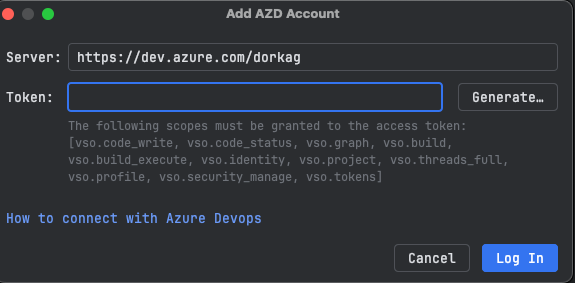 Add AZD Account
Server: https://dev.azure.com/dorkag
Token: Generate…
The following scopes must be granted to the access token:
[vso.code_write, vso.code_status, vso.graph, vso.build,
vso.build_execute, vso.identity, vso.project, vso.threads_full,
vso.profile, vso.security_manage, vso.tokens]
How to connect with Azure Devops
Cancel Log In